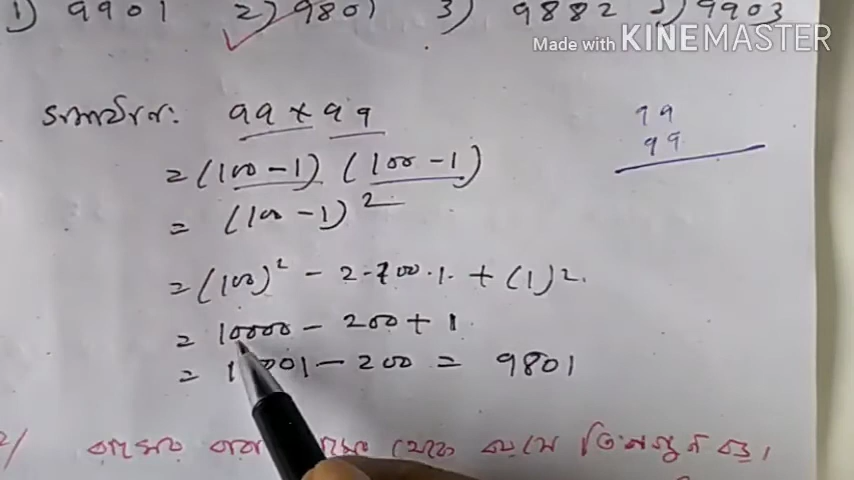 1) 9901 2) 9801 3) 9882 9903
Made with KINEMASTER
সমাধান: 99 × 99
99
99
= (100 - 1) (100 - 1)
= (100 - 1)²
= (100)² - 2·100·1· + (1)².
= 10000 - 200 + 1
= 10001 - 200 = 9801
2/